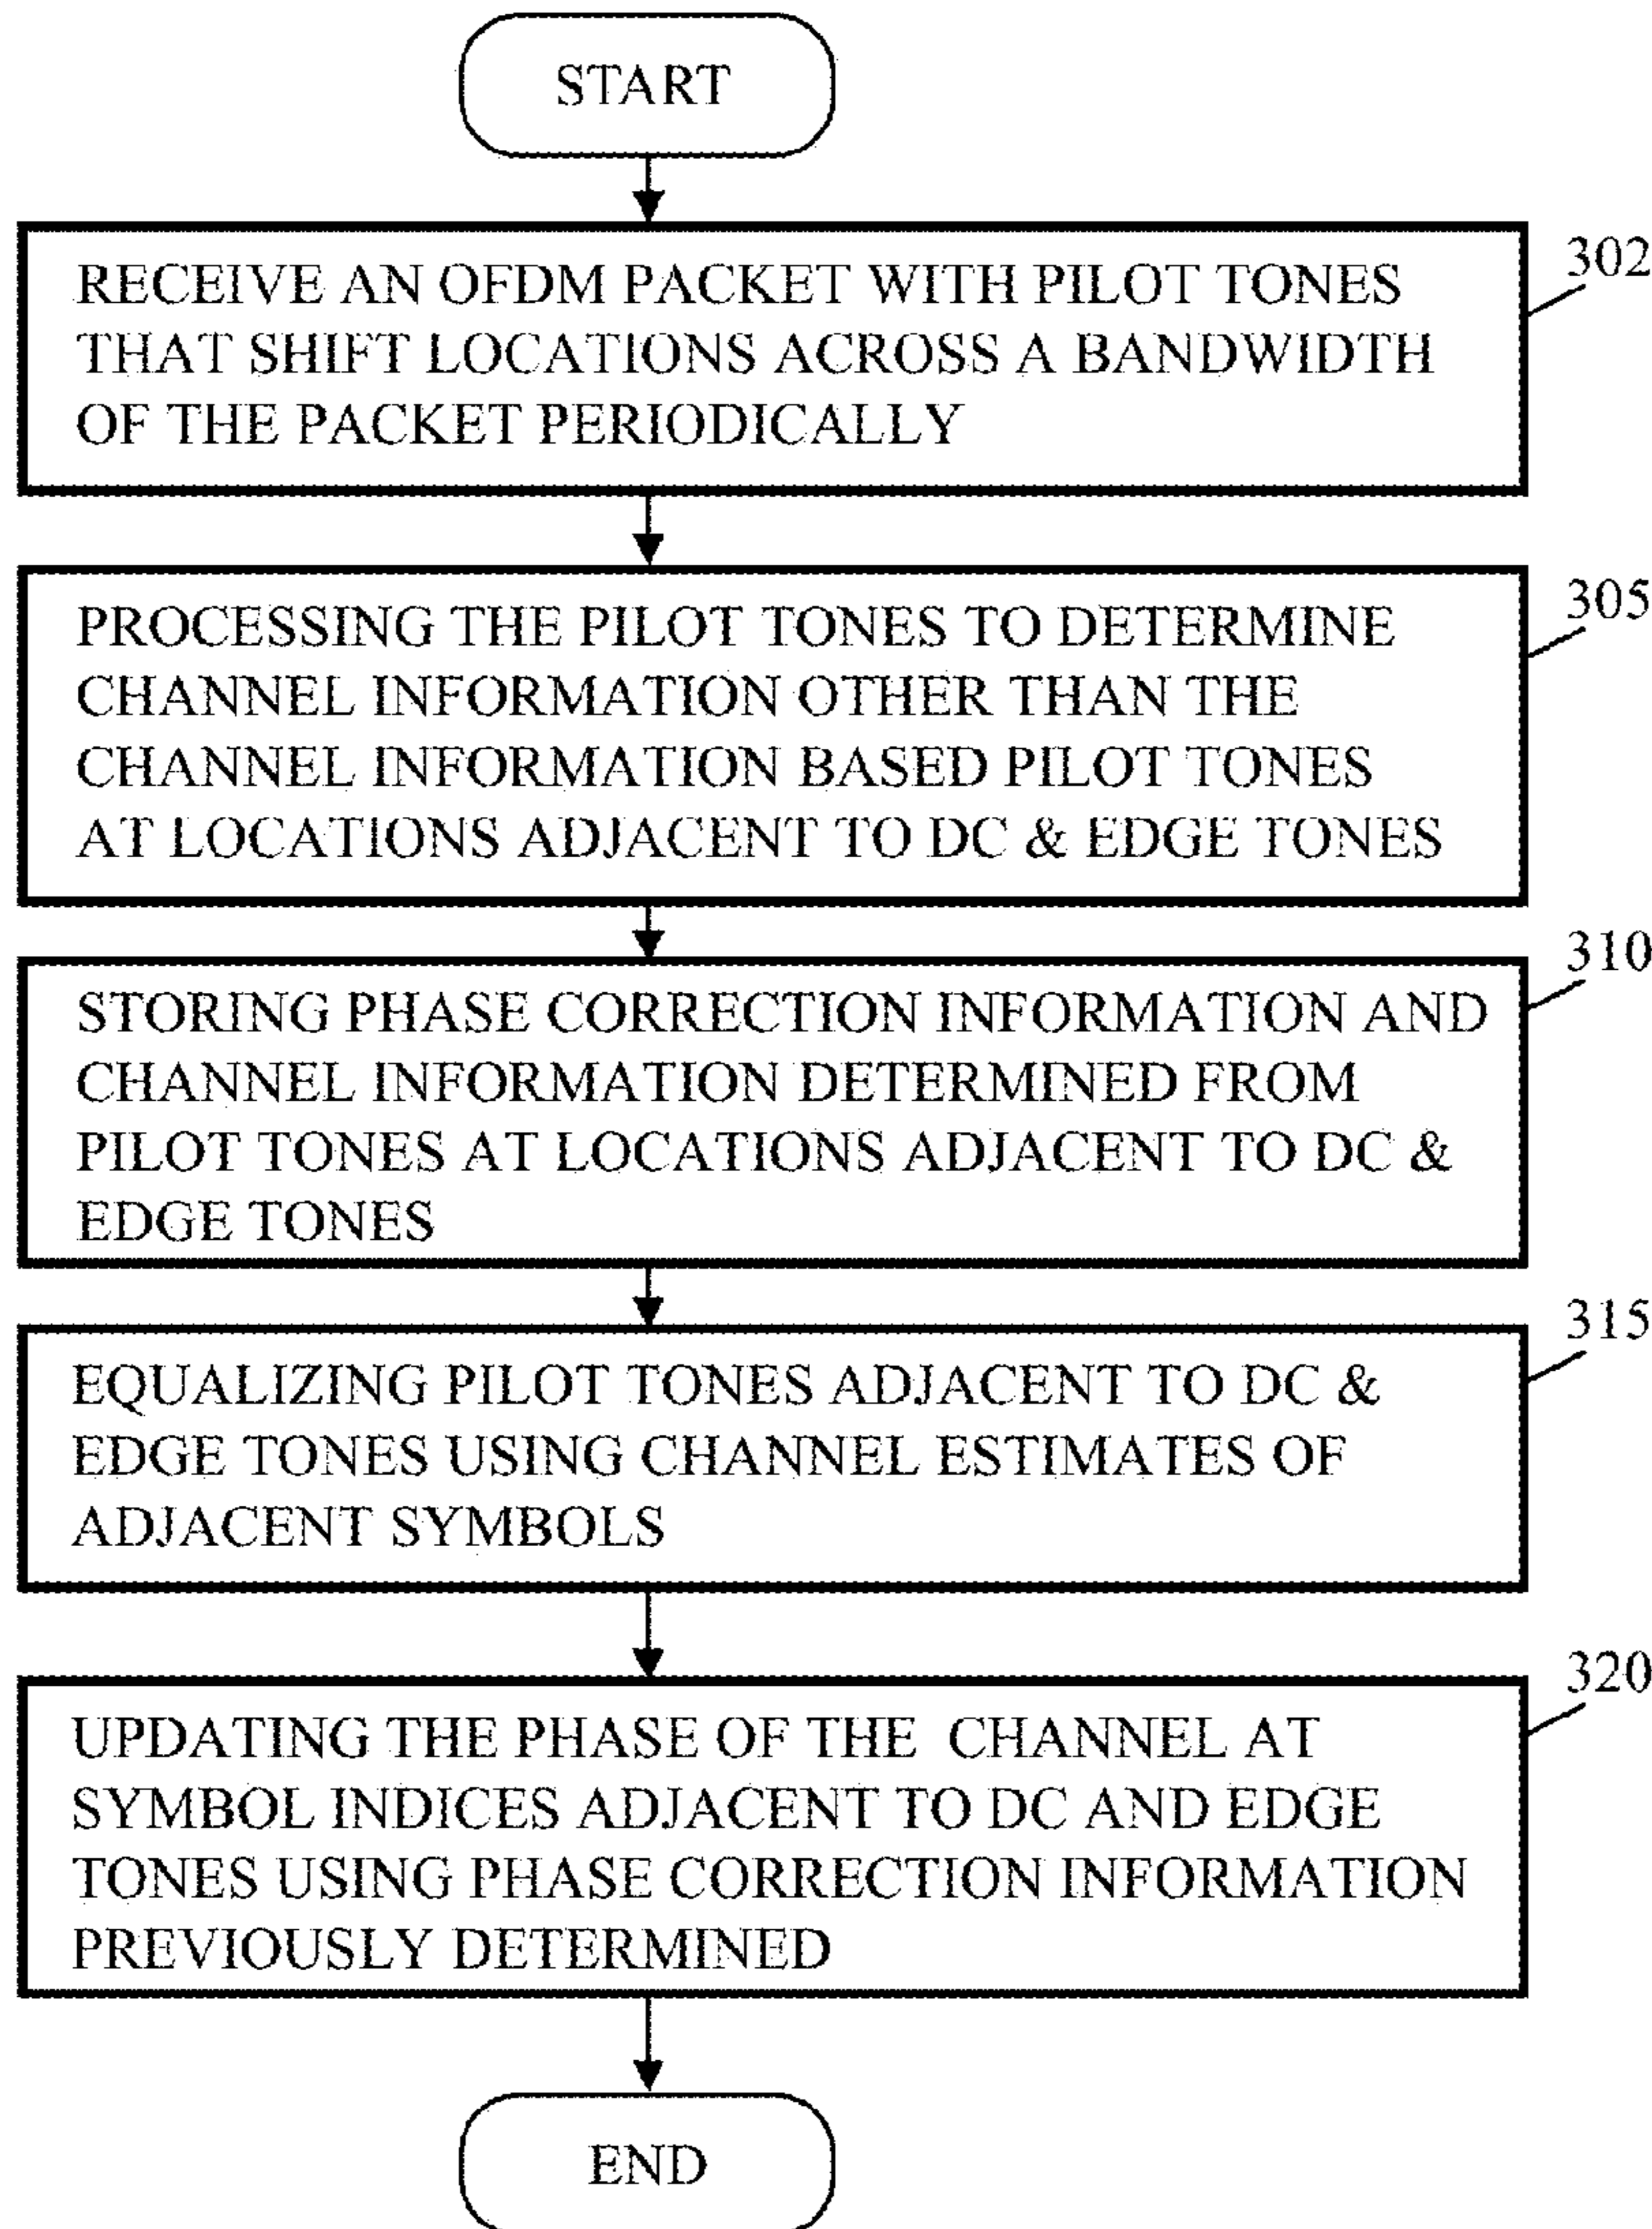 START
302
RECEIVE AN OFDM PACKET WITH PILOT TONES
THAT SHIFT LOCATIONS ACROSS A BANDWIDTH
OF THE PACKET PERIODICALLY
305
PROCESSING THE PILOT TONES TO DETERMINE
CHANNEL INFORMATION OTHER THAN THE
CHANNEL INFORMATION BASED PILOT TONES
AT LOCATIONS ADJACENT TO DC & EDGE TONES
310
STORING PHASE CORRECTION INFORMATION AND
CHANNEL INFORMATION DETERMINED FROM
PILOT TONES AT LOCATIONS ADJACENT TO DC &
EDGE TONES
315
EQUALIZING PILOT TONES ADJACENT TO DC &
EDGE TONES USING CHANNEL ESTIMATES OF
ADJACENT SYMBOLS
320
UPDATING THE PHASE OF THE CHANNEL AT
SYMBOL INDICES ADJACENT TO DC AND EDGE
TONES USING PHASE CORRECTION INFORMATION
PREVIOUSLY DETERMINED
END